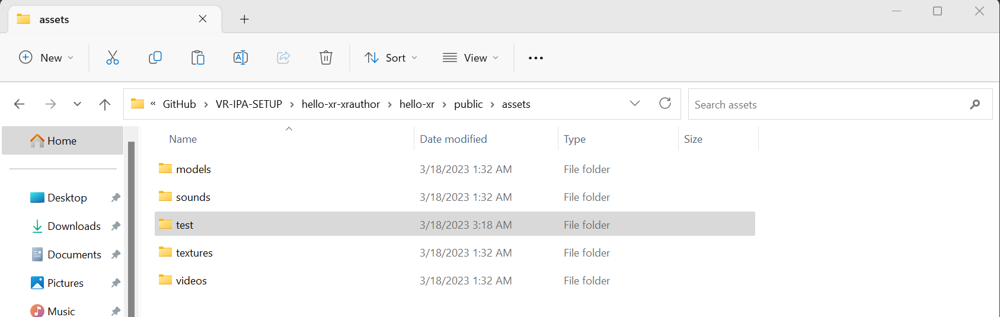 assets
New
Sort
View
« GitHub > VR-IPA-SETUP > hello-xr-xrauthor > hello-xr > public > assets
Search assets
Home
Desktop
Downloads
Documents
Pictures
Music
Name Date modified Type Size
models 3/18/2023 1:32 AM File folder
sounds 3/18/2023 1:32 AM File folder
test 3/18/2023 3:18 AM File folder
textures 3/18/2023 1:32 AM File folder
videos 3/18/2023 1:32 AM File folder